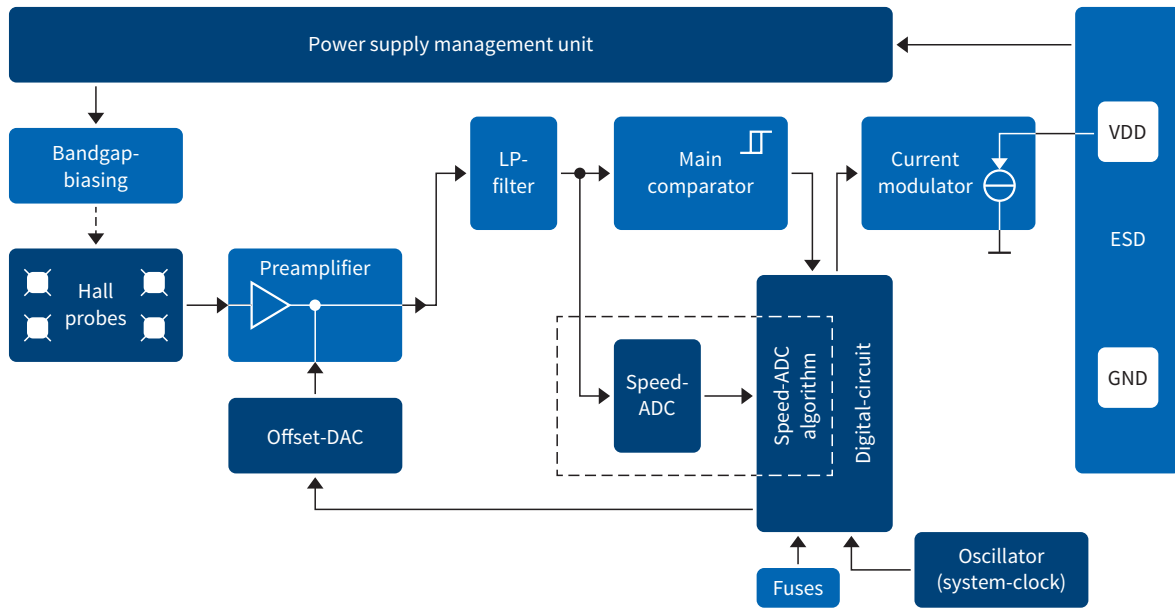 Power supply management unit
Bandgap-
biasing
LP-
filter
Main
comparator
Current
modulator
VDD
ESD
GND
Hall
probes
Preamplifier
Speed-
ADC
Speed-ADC
algorithm
Digital-circuit
Offset-DAC
Fuses
Oscillator
(system-clock)